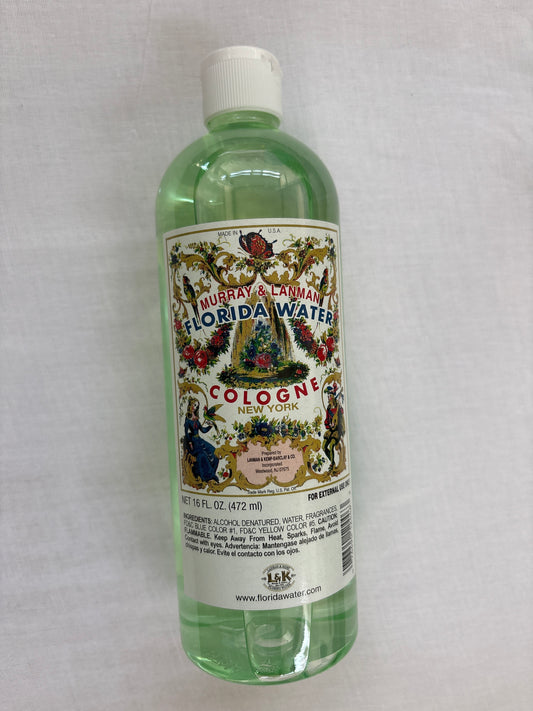 MADE IN U.S.A.
MURRAY & LANMAN
FLORIDA WATER
COLOGNE
NEW YORK
Prepared by
LANMAN & KEMP-BARCLAY & CO.
Incorporated
Westwood, NJ 07675
Trade Mark Reg. U.S. Pat. Off.
NET 16 FL. OZ. (472 ml)
FOR EXTERNAL USE ONLY
INGREDIENTS: ALCOHOL DENATURED, WATER, FRAGRANCES,
FD&C BLUE COLOR #1, FD&C YELLOW COLOR #5. CAUTION:
FLAMMABLE. Keep Away From Heat, Sparks, Flame, Avoid
Contact with eyes. Advertencia: Mantengase alejado de llamas,
chispas y calor. Evite el contacto con los ojos.
L&K
www.floridawater.com